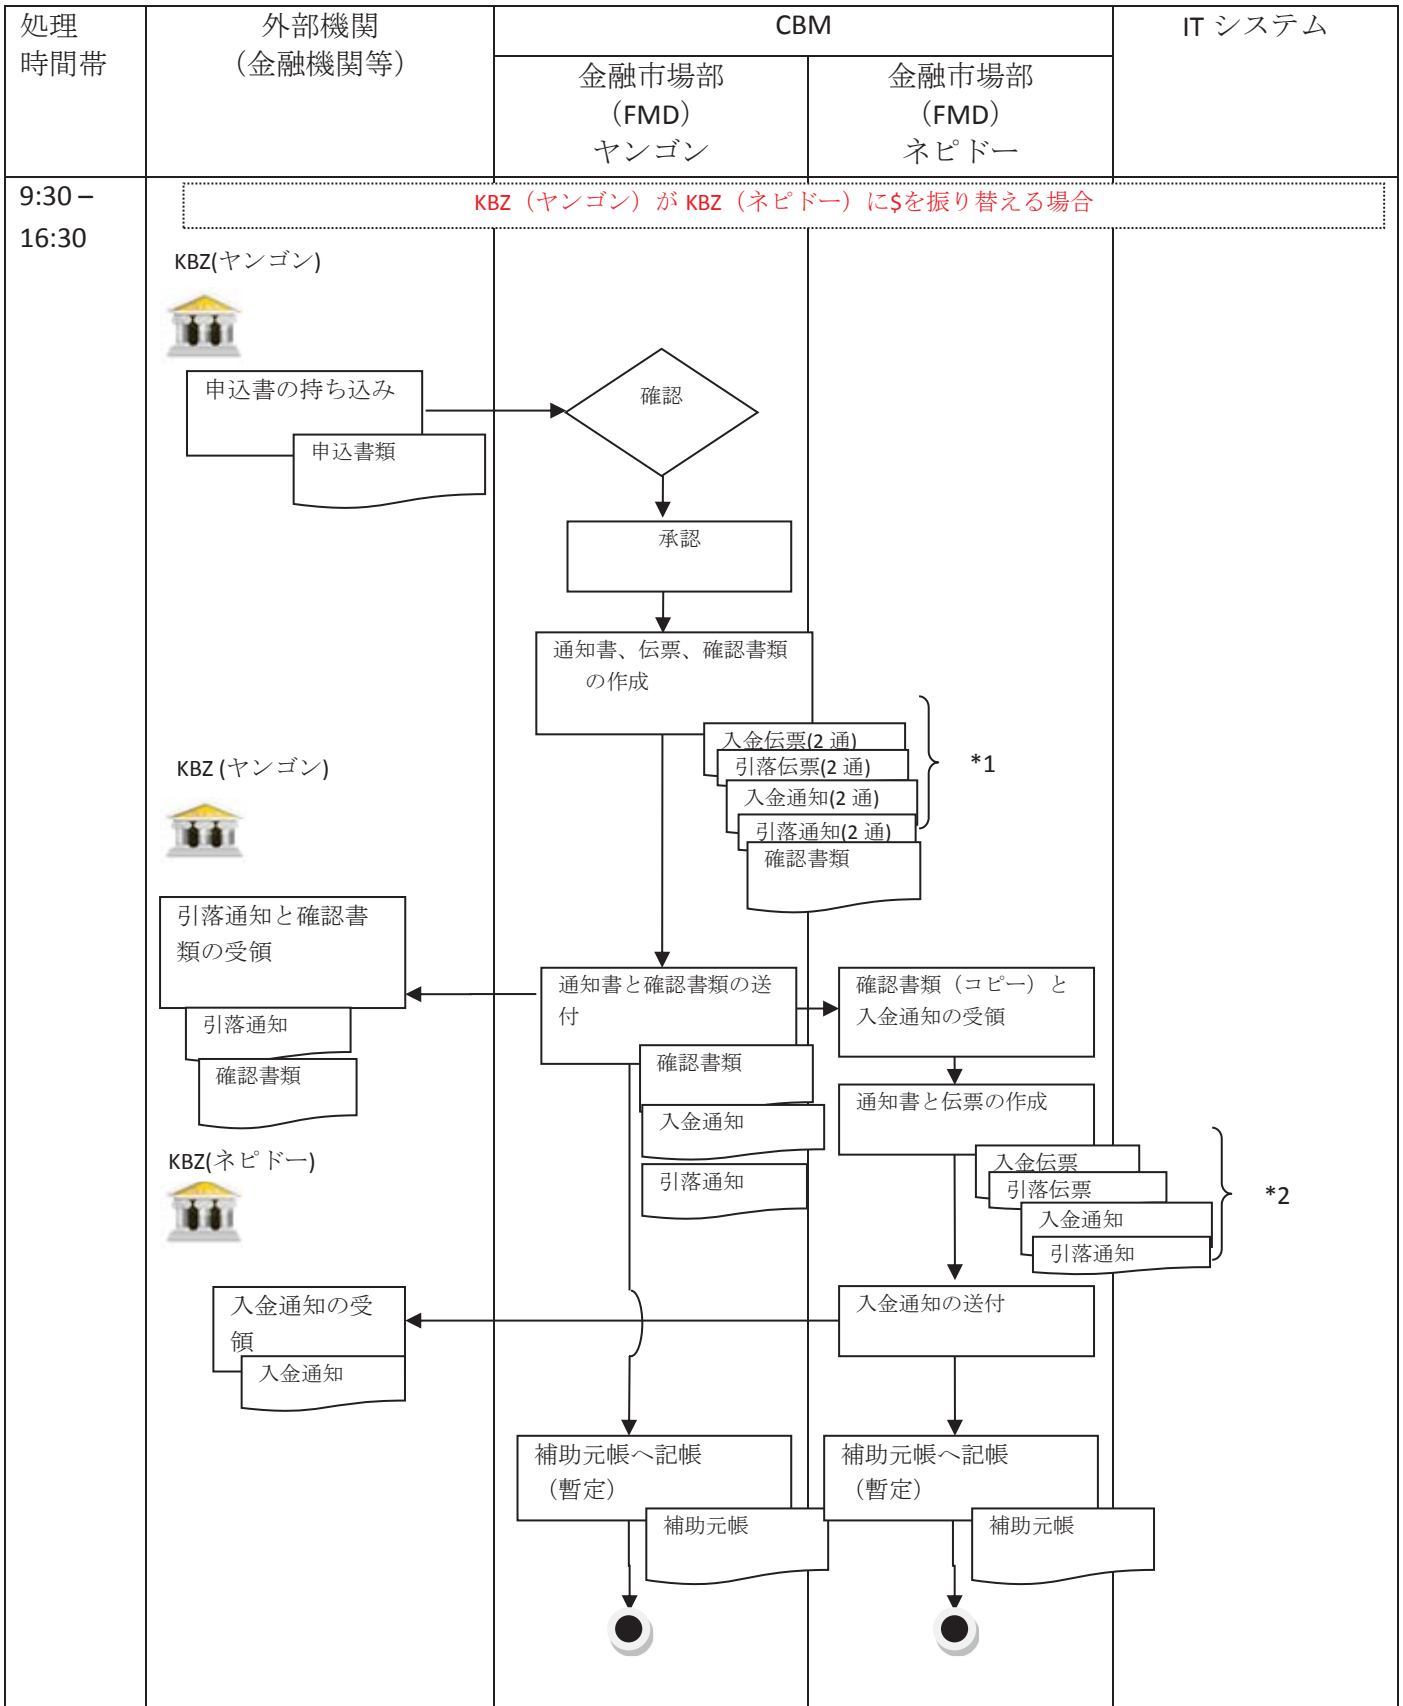 処理
時間帯
外部機関
（金融機関等）
CBM
IT システム
金融市場部
（FMD）
ヤンゴン
金融市場部
（FMD）
ネピドー
9:30 –
16:30
KBZ（ヤンゴン）が KBZ（ネピドー）に$を振り替える場合
KBZ(ヤンゴン)
申込書の持ち込み
申込書類
確認
承認
通知書、伝票、確認書類
の作成
入金伝票(2 通)
引落伝票(2 通)
入金通知(2 通)
引落通知(2 通)
確認書類
*1
KBZ (ヤンゴン)
引落通知と確認書
類の受領
引落通知
確認書類
通知書と確認書類の送
付
確認書類
入金通知
引落通知
確認書類（コピー）と
入金通知の受領
通知書と伝票の作成
入金伝票
引落伝票
入金通知
引落通知
*2
KBZ(ネピドー)
入金通知の受
領
入金通知
入金通知の送付
補助元帳へ記帳
（暫定）
補助元帳
補助元帳へ記帳
（暫定）
補助元帳